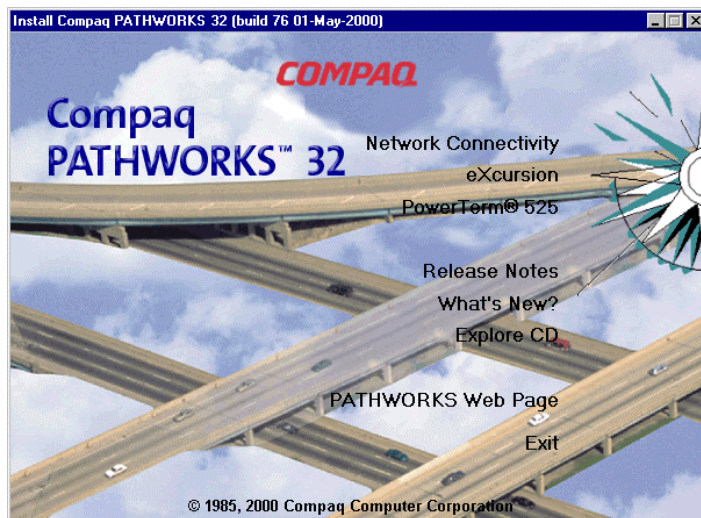 Install Compaq PATHWORKS 32 (build 76 01-May-2000)
COMPAQ
Compaq
PATHWORKS™ 32
Network Connectivity
eXcursion
PowerTerm® 525
Release Notes
What's New?
Explore CD
PATHWORKS Web Page
Exit
© 1985, 2000 Compaq Computer Corporation